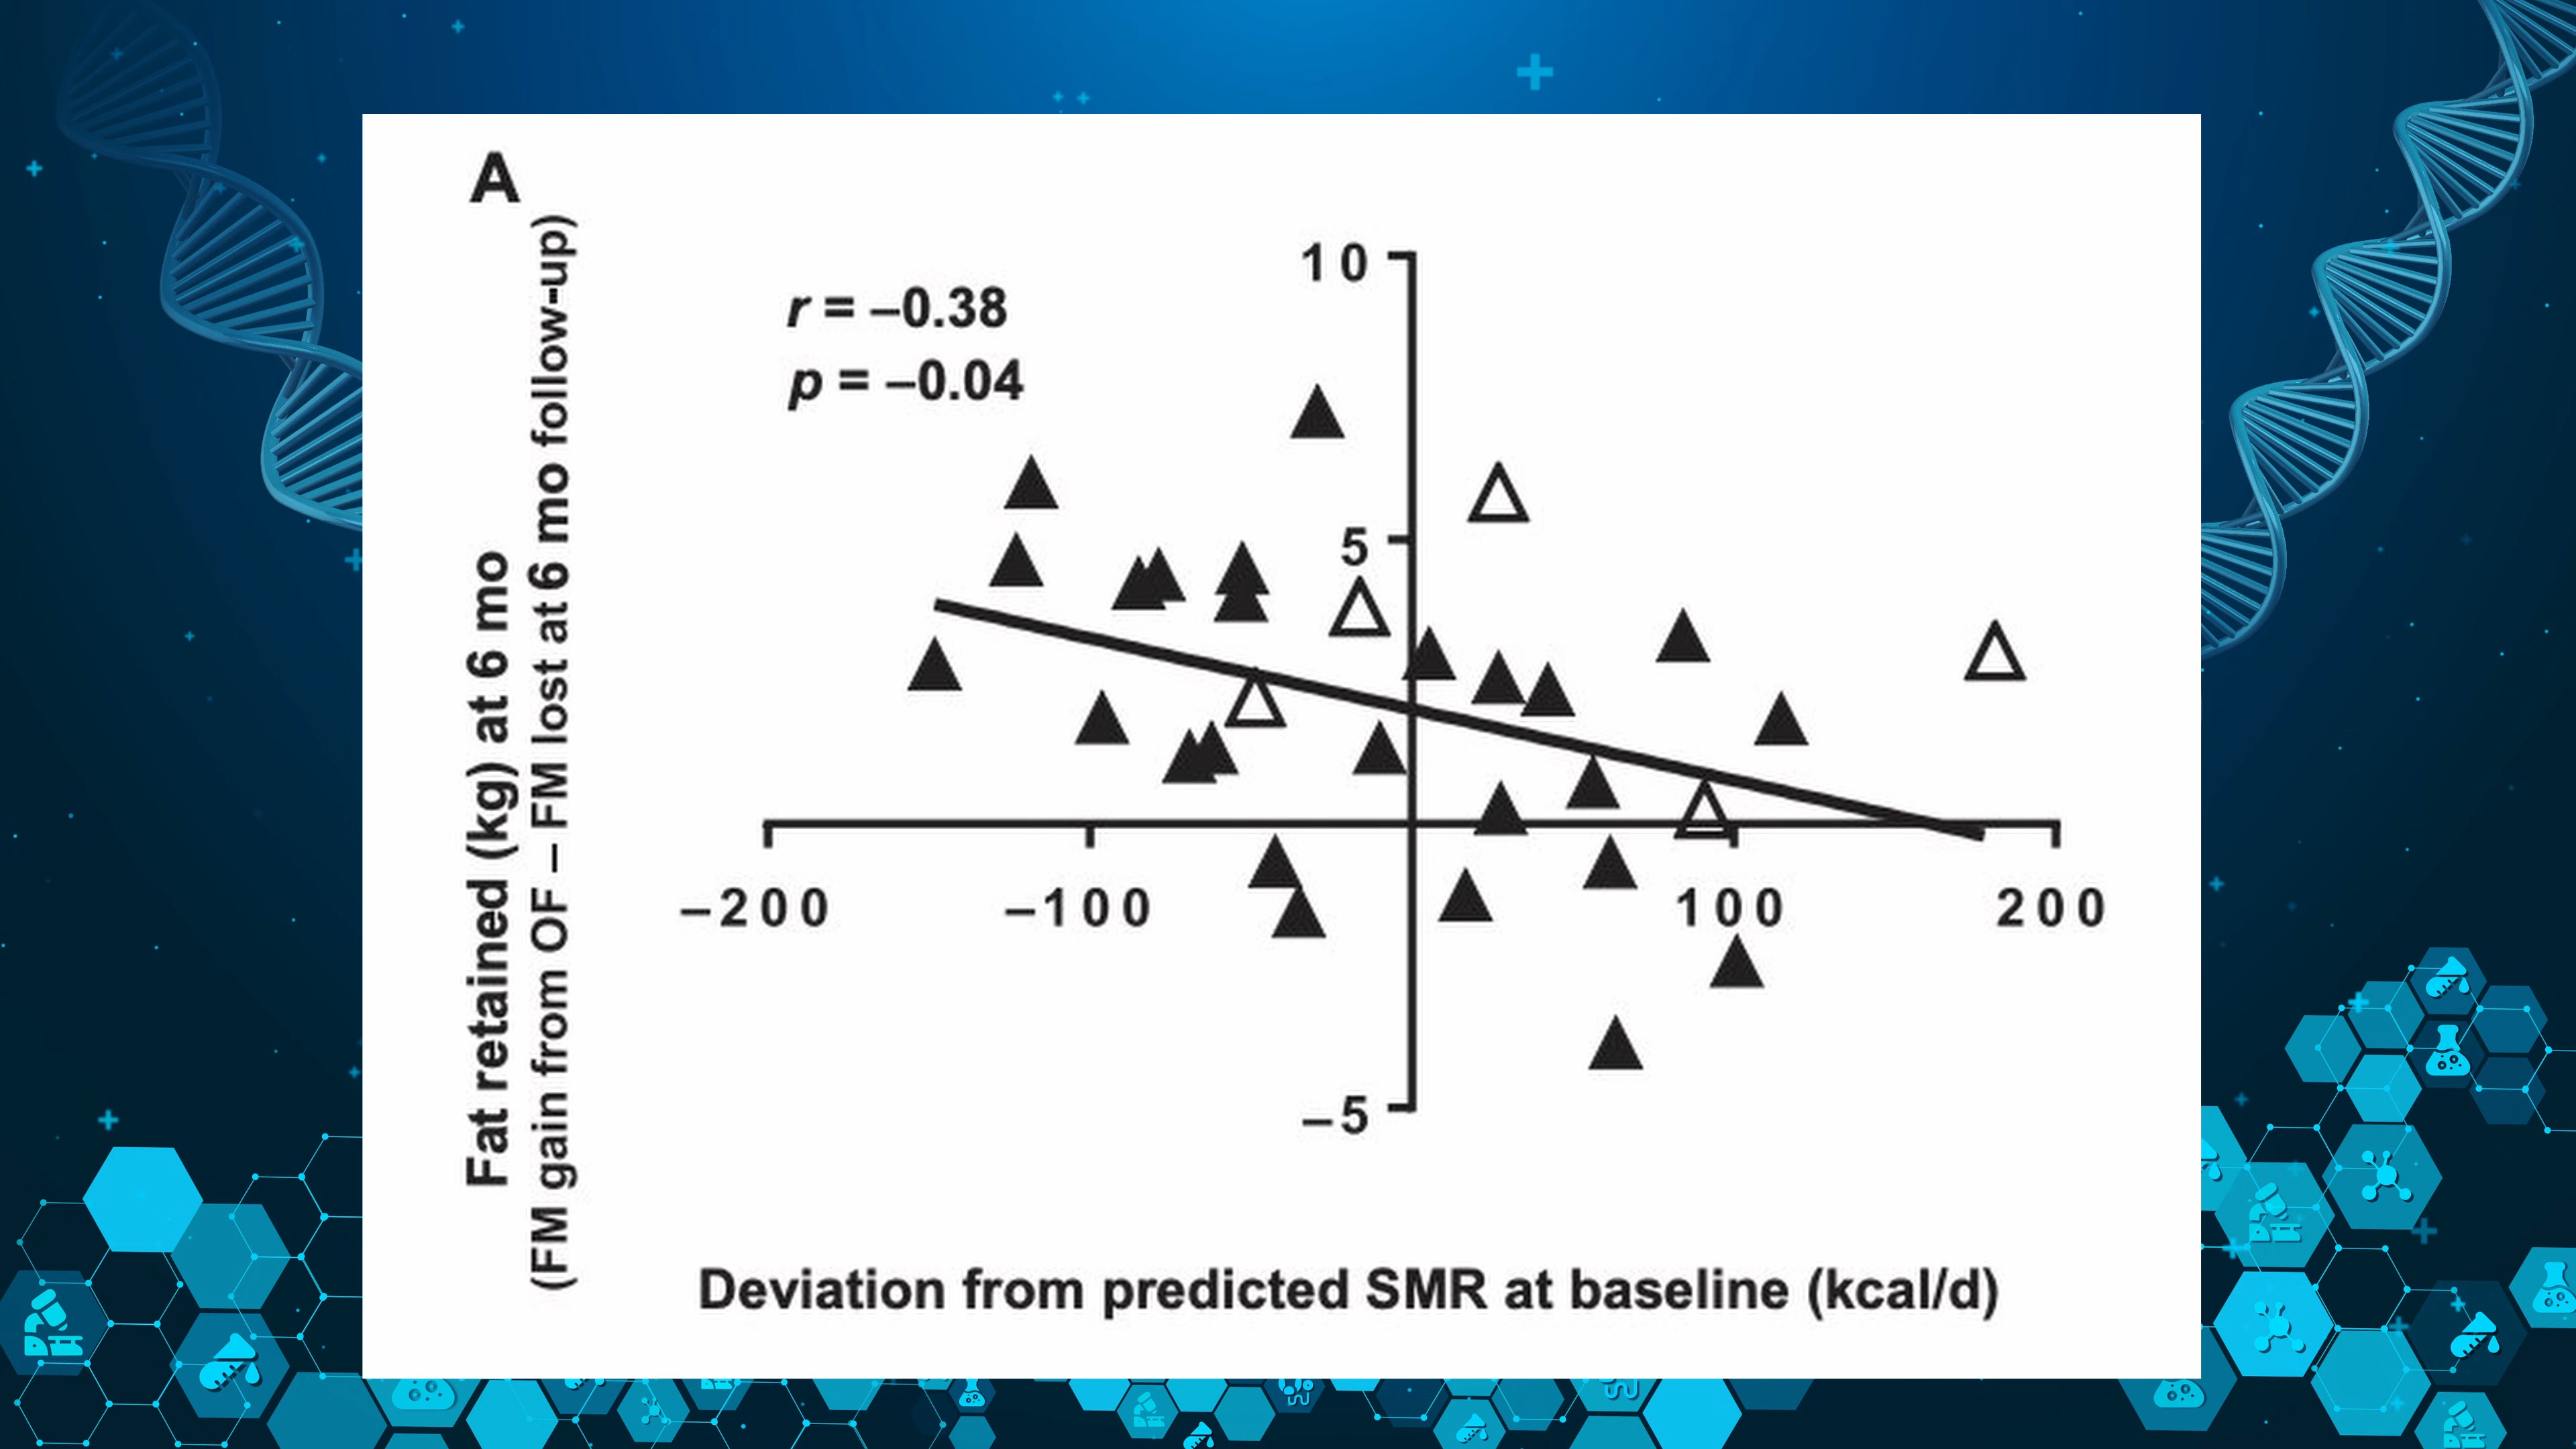 A
Fat retained (kg) at 6 mo
(FM gain from OF – FM lost at 6 mo follow-up)
r = –0.38
p = –0.04
10
5
–5
–200
–100
100
200
Deviation from predicted SMR at baseline (kcal/d)